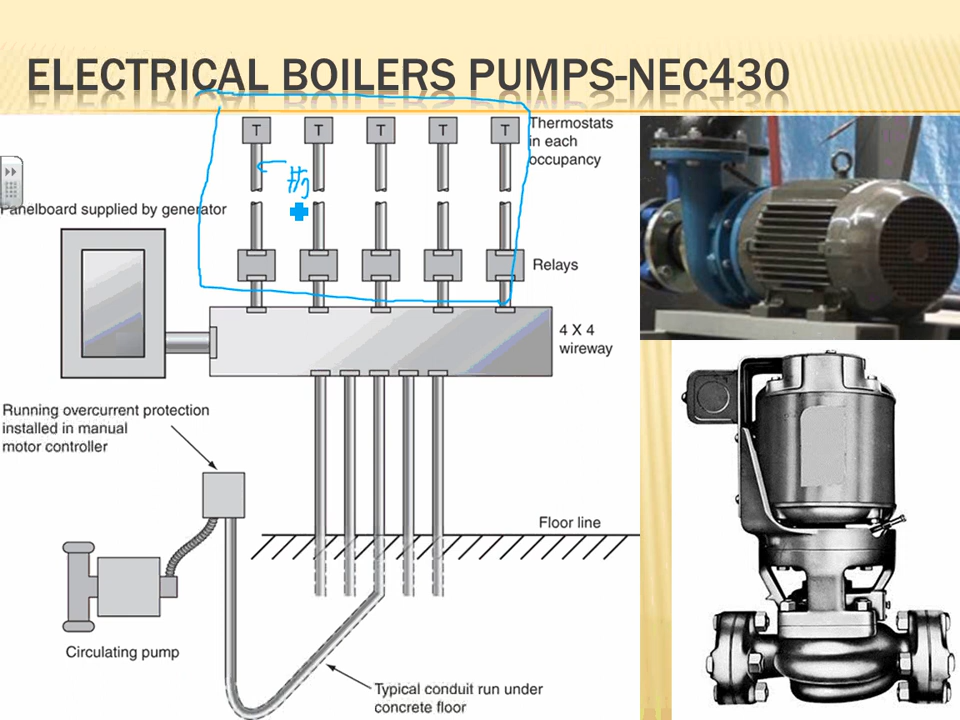 ELECTRICAL BOILERS PUMPS-NEC430
T T T T T
Thermostats
in each
occupancy
Hg
Panelboard supplied by generator
Relays
4 X 4
wireway
Running overcurrent protection
installed in manual
motor controller
Floor line
Circulating pump
Typical conduit run under
concrete floor